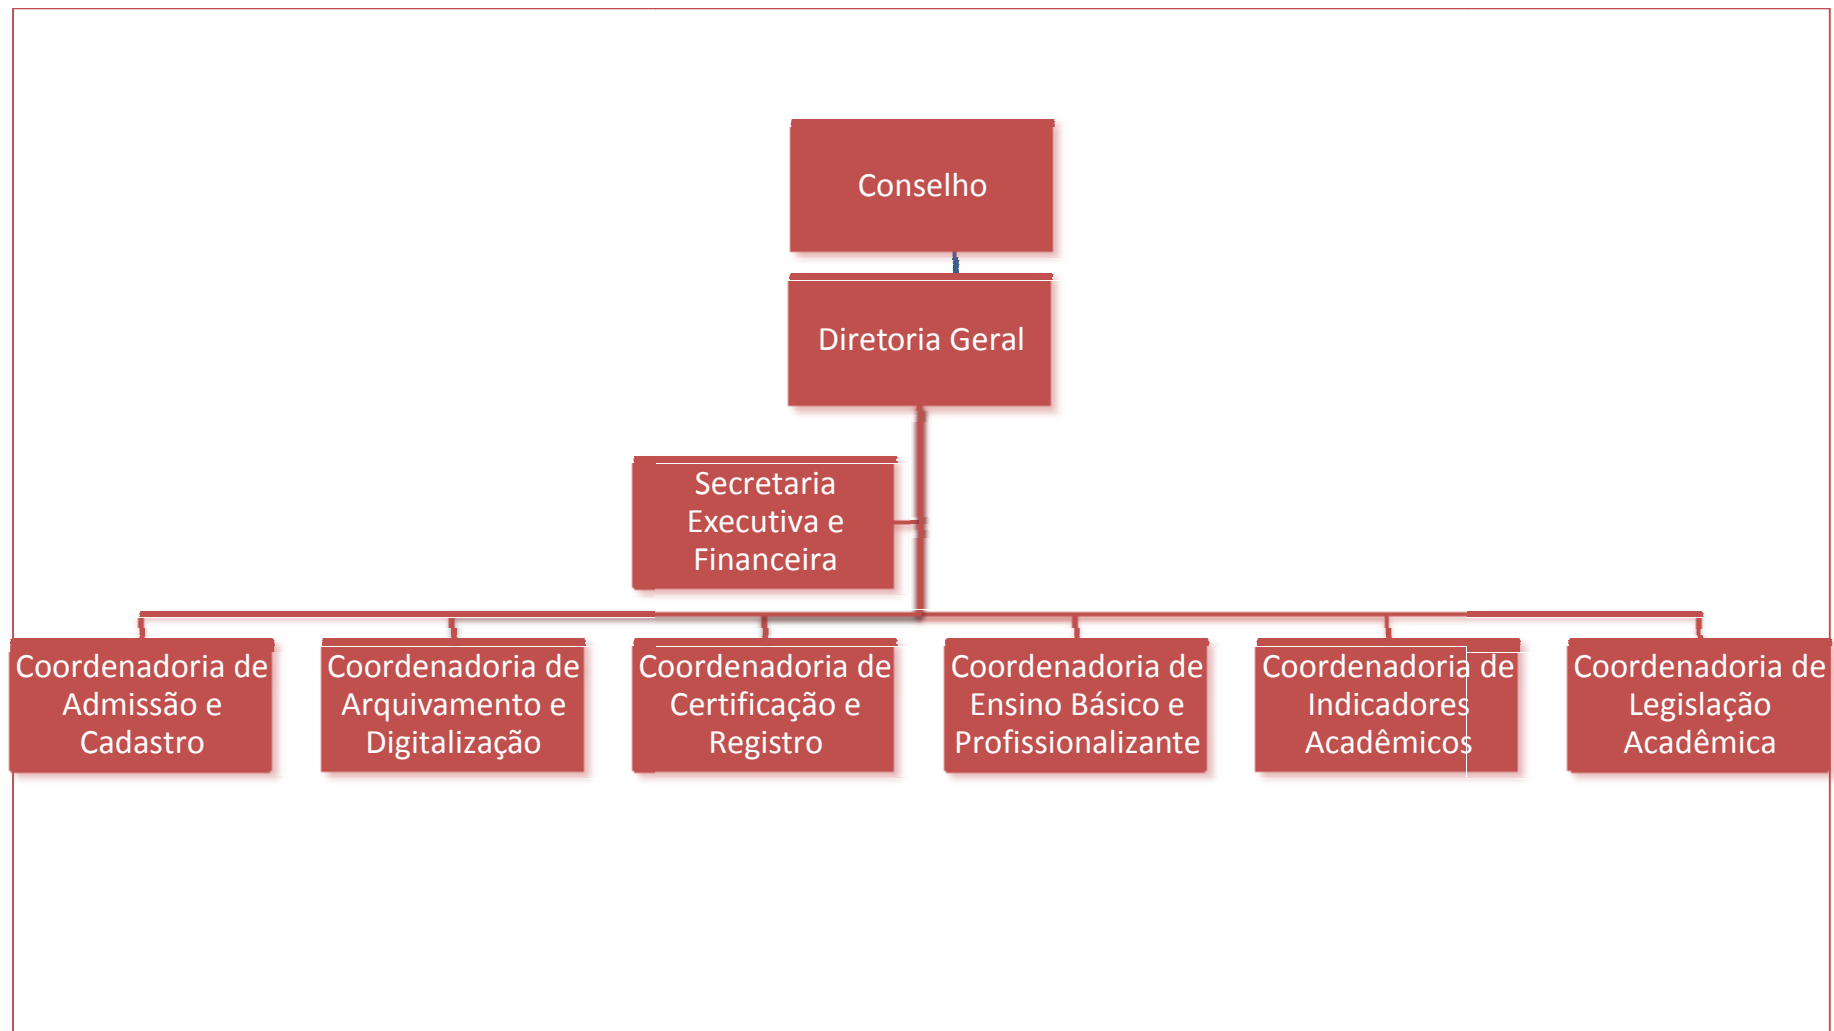 Conselho
Diretoria Geral
Secretaria
Executiva e
Financeira
Coordenadoria de
Admissão e
Cadastro
Coordenadoria de
Arquivamento e
Digitalização
Coordenadoria de
Certificação e
Registro
Coordenadoria de
Ensino Básico e
Profissionalizante
Coordenadoria de
Indicadores
Acadêmicos
Coordenadoria de
Legislação
Acadêmica